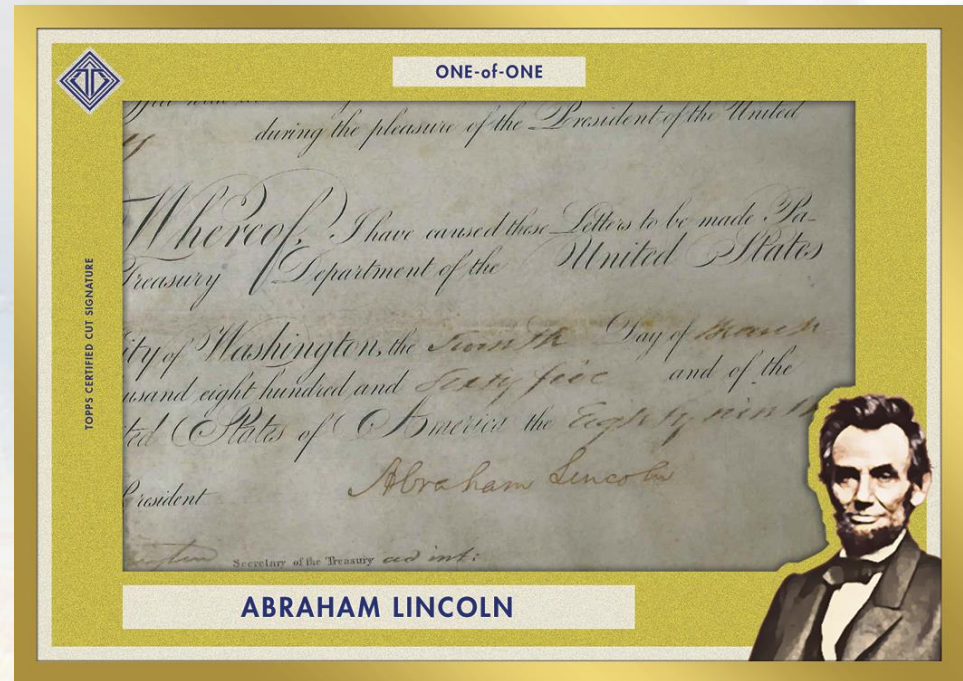 ONE-of-ONE
during the pleasure of the President of the United
Whereof, I have caused these Letters to be made Pa-
Treasury Department of the United States
ity of Washington, the Day of March
usand eight hundred and Sixty five and of the
ted States of America the Eighty ninth
President
Abraham Lincoln
Secretary of the Treasury ad int:
TOPPS CERTIFIED CUT SIGNATURE
ABRAHAM LINCOLN